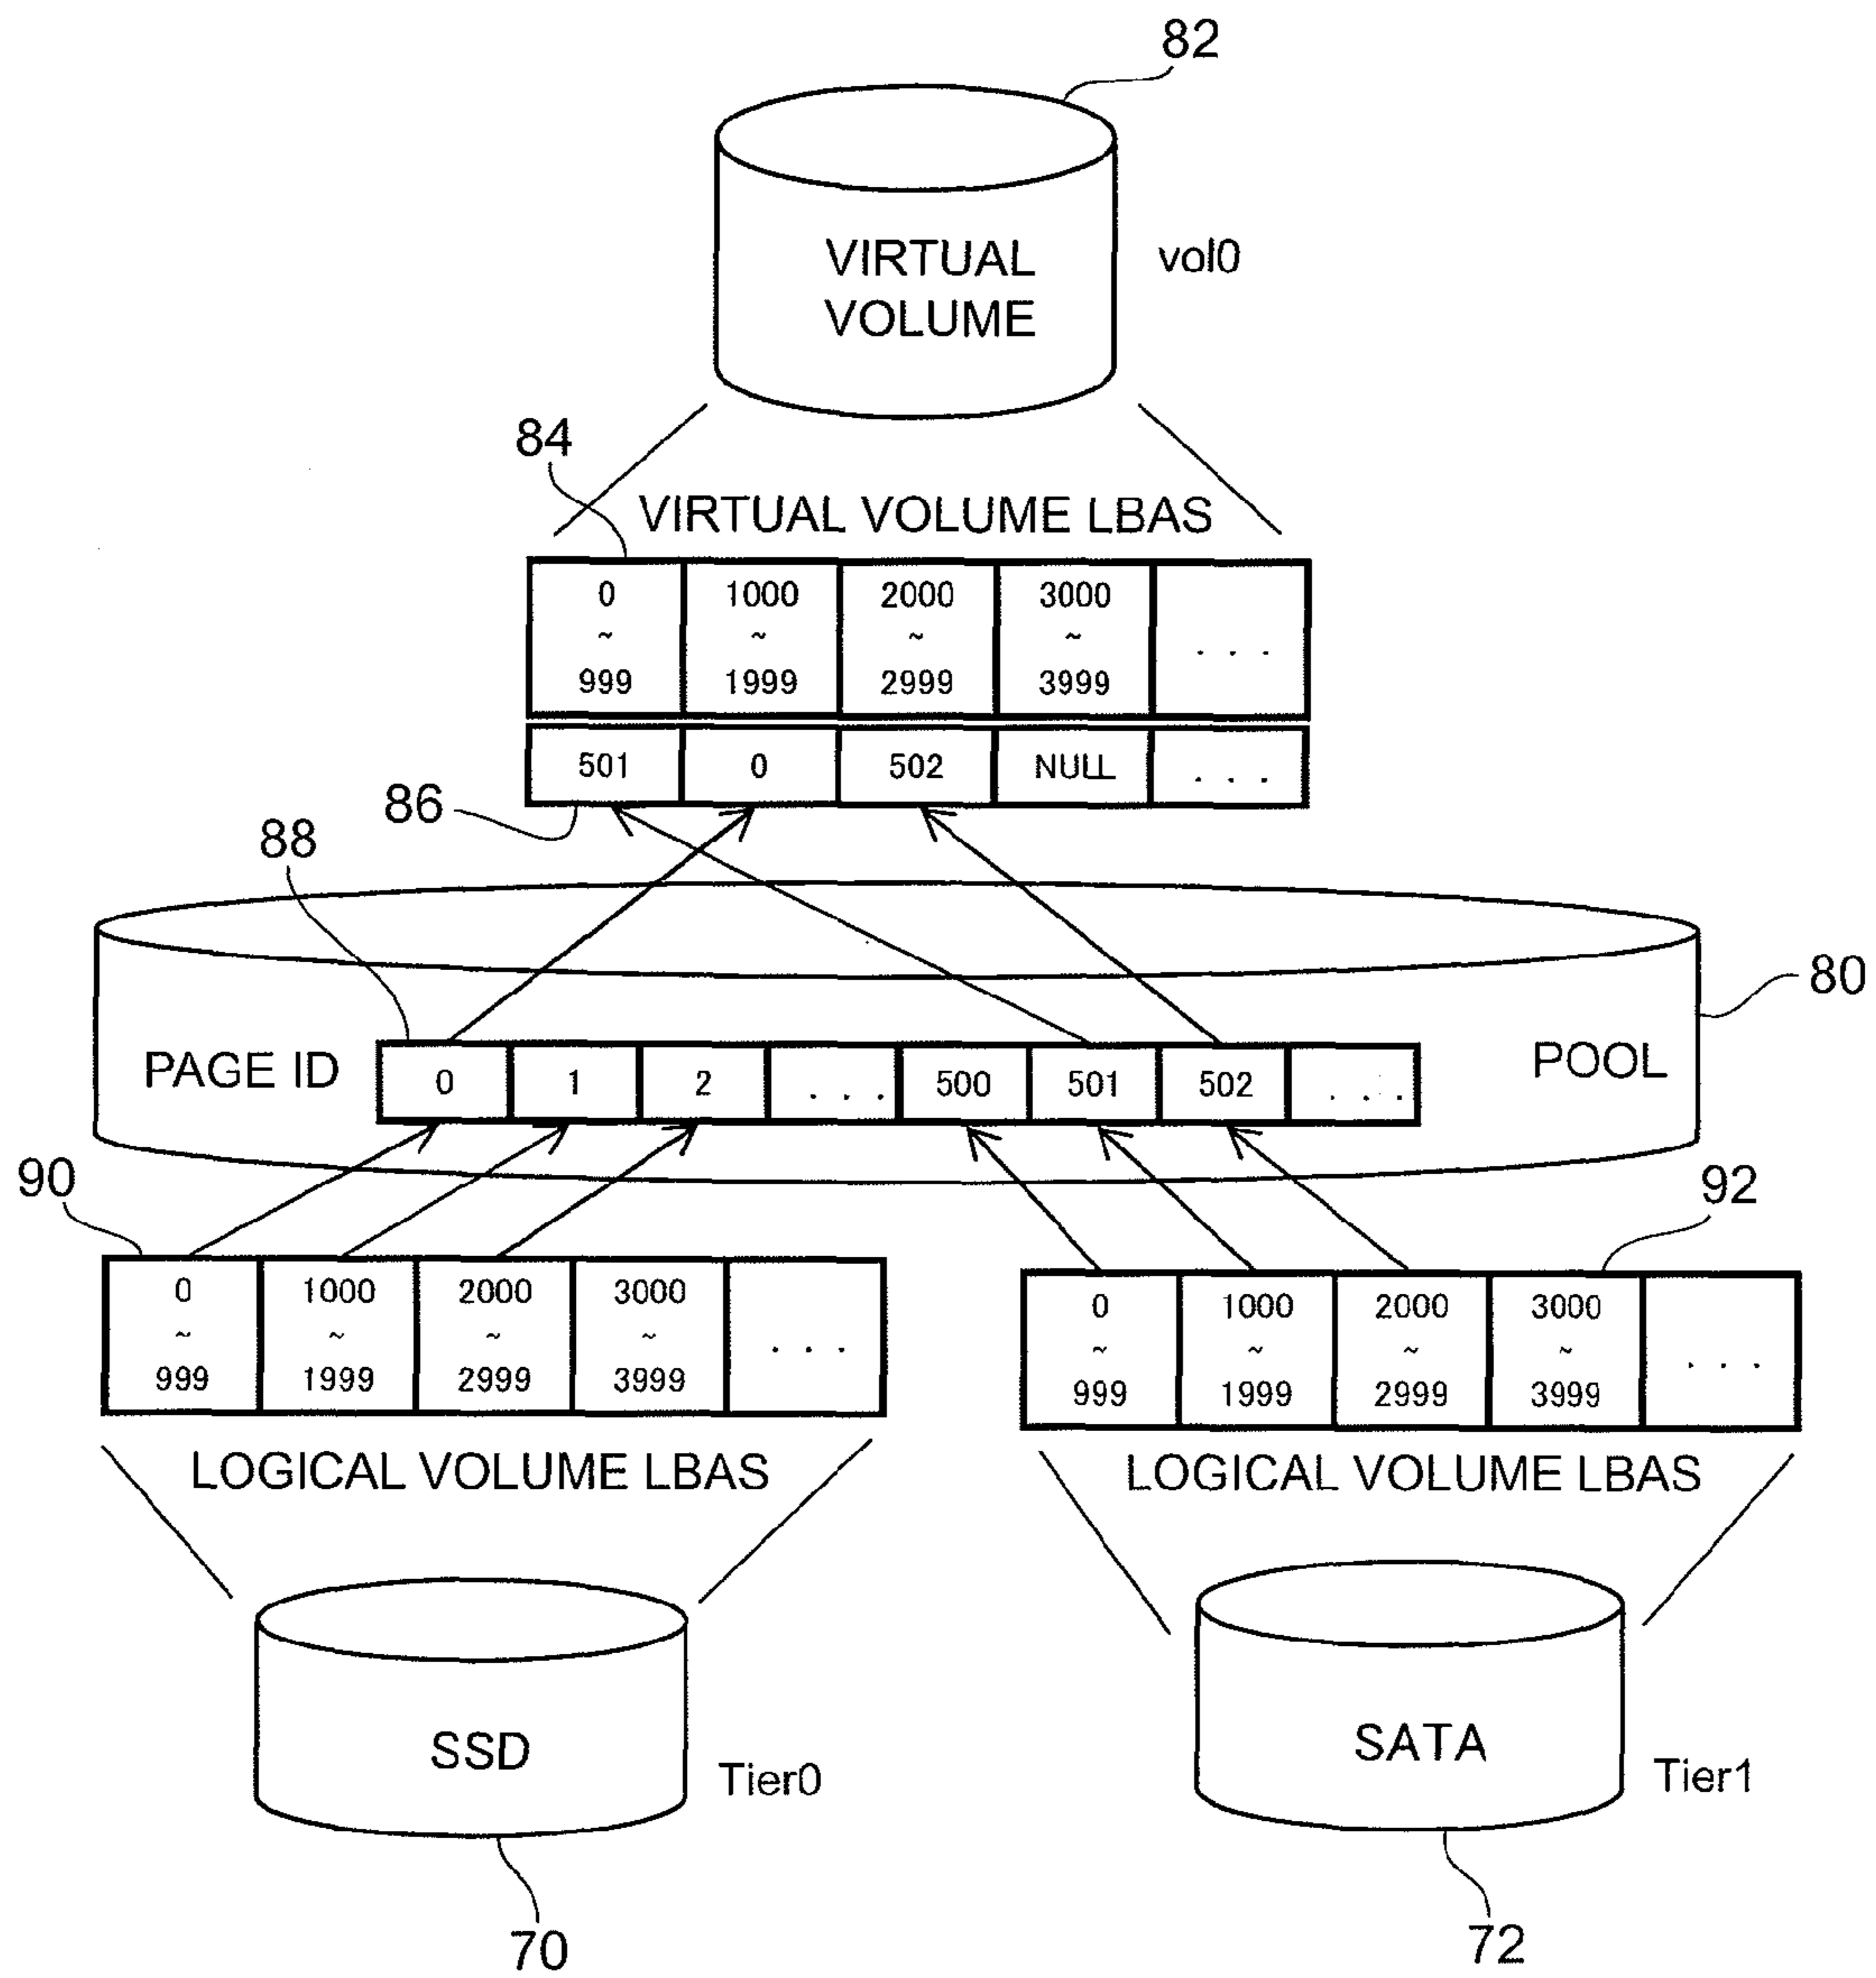 82
VIRTUAL
VOLUME
vol0
84
VIRTUAL VOLUME LBAS
0 1000 2000 3000
~ ~ ~ ~ ...
999 1999 2999 3999
501 0 502 NULL ...
86
88
80
PAGE ID
0 1 2 ... 500 501 502 ...
POOL
90
92
0 1000 2000 3000
~ ~ ~ ~ ...
999 1999 2999 3999
0 1000 2000 3000
~ ~ ~ ~ ...
999 1999 2999 3999
LOGICAL VOLUME LBAS
LOGICAL VOLUME LBAS
SSD
Tier0
SATA
Tier1
70
72